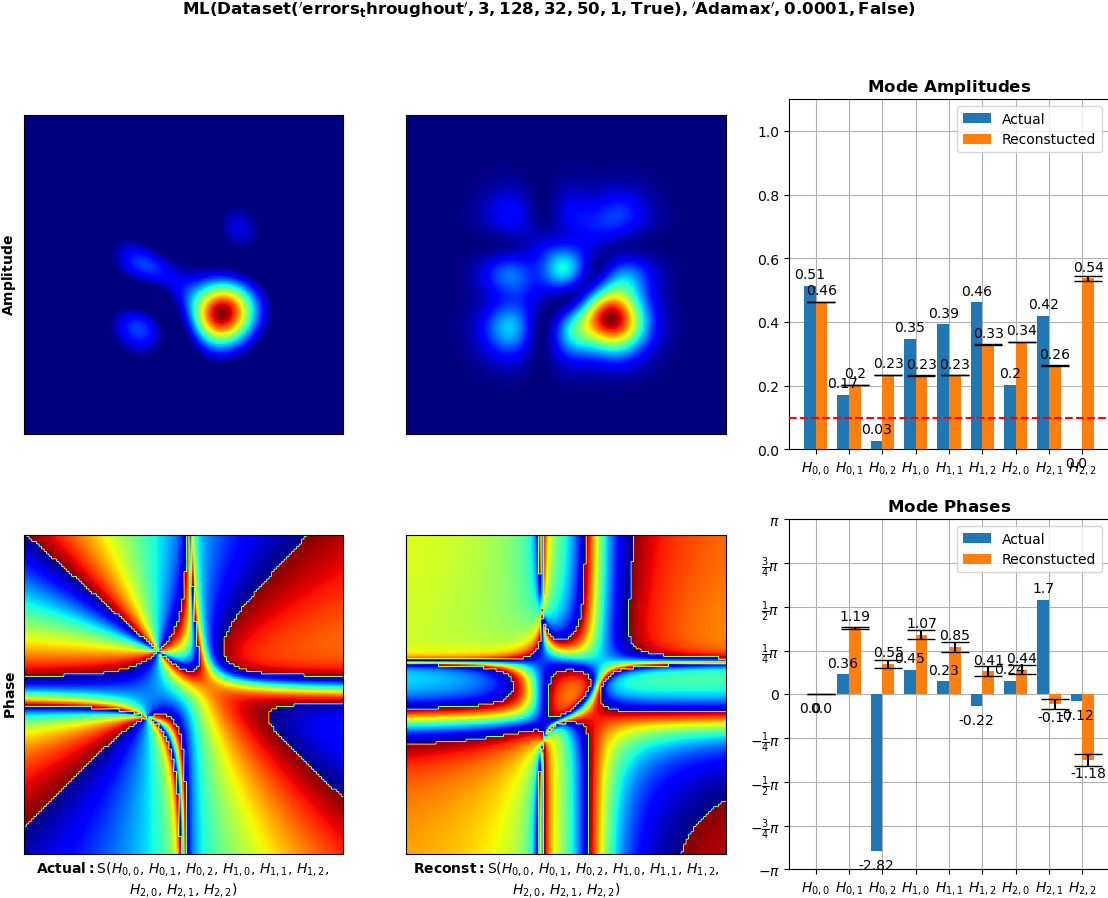 ML(Dataset('errors_throughout', 3, 128, 32, 50, 1, True), 'Adamax', 0.0001, False)
Amplitude
Mode Amplitudes
Actual
Reconstucted
1.0
0.8
0.6
0.4
0.2
0.0
0.51
0.46
0.17
0.2
0.03
0.23
0.35
0.23
0.39
0.23
0.46
0.33
0.2
0.34
0.42
0.26
0.0
0.54
H0,0 H0,1 H0,2 H1,0 H1,1 H1,2 H2,0 H2,1 H2,2
Phase
Mode Phases
Actual
Reconstucted
π
3/4π
1/2π
1/4π
0
−1/4π
−1/2π
−3/4π
−π
0.0
0.0
0.36
1.19
-2.82
0.55
0.45
1.07
0.23
0.85
-0.22
0.41
0.24
0.44
1.7
-0.17
-0.12
-1.18
H0,0 H0,1 H0,2 H1,0 H1,1 H1,2 H2,0 H2,1 H2,2
Actual: S(H0,0, H0,1, H0,2, H1,0, H1,1, H1,2,
H2,0, H2,1, H2,2)
Reconst: S(H0,0, H0,1, H0,2, H1,0, H1,1, H1,2,
H2,0, H2,1, H2,2)